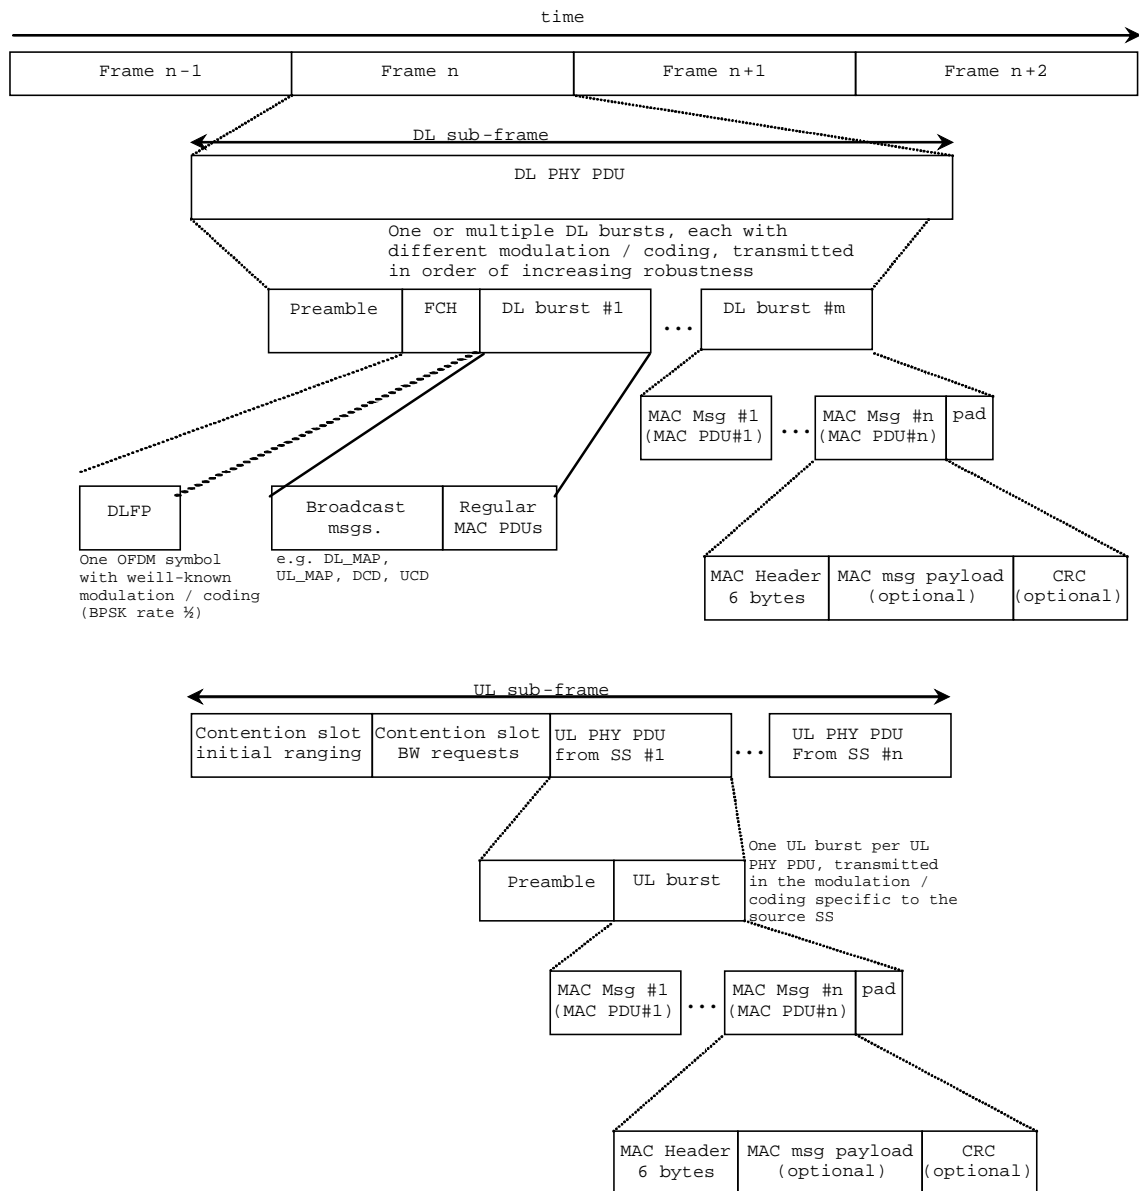 time
Frame n-1
Frame n
Frame n+1
Frame n+2
DL sub-frame
DL PHY PDU
One or multiple DL bursts, each with
different modulation / coding, transmitted
in order of increasing robustness
Preamble
FCH
DL burst #1
...
DL burst #m
MAC Msg #1
(MAC PDU#1)
...
MAC Msg #n
(MAC PDU#n)
pad
DLFP
Broadcast
msgs.
Regular
MAC PDUs
One OFDM symbol
with weill-known
modulation / coding
(BPSK rate ½)
e.g. DL_MAP,
UL_MAP, DCD, UCD
MAC Header
6 bytes
MAC msg payload
(optional)
CRC
(optional)
UL sub-frame
Contention slot
initial ranging
Contention slot
BW requests
UL PHY PDU
from SS #1
...
UL PHY PDU
From SS #n
Preamble
UL burst
One UL burst per UL
PHY PDU, transmitted
in the modulation /
coding specific to the
source SS
MAC Msg #1
(MAC PDU#1)
...
MAC Msg #n
(MAC PDU#n)
pad
MAC Header
6 bytes
MAC msg payload
(optional)
CRC
(optional)